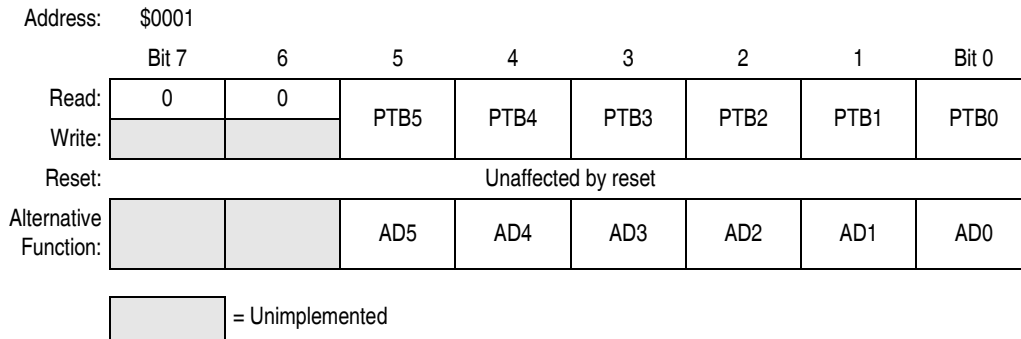 Address: $0001
Bit 7 6 5 4 3 2 1 Bit 0
Read: 0 0 PTB5 PTB4 PTB3 PTB2 PTB1 PTB0
Write:
Reset: Unaffected by reset
Alternative
Function: AD5 AD4 AD3 AD2 AD1 AD0
= Unimplemented